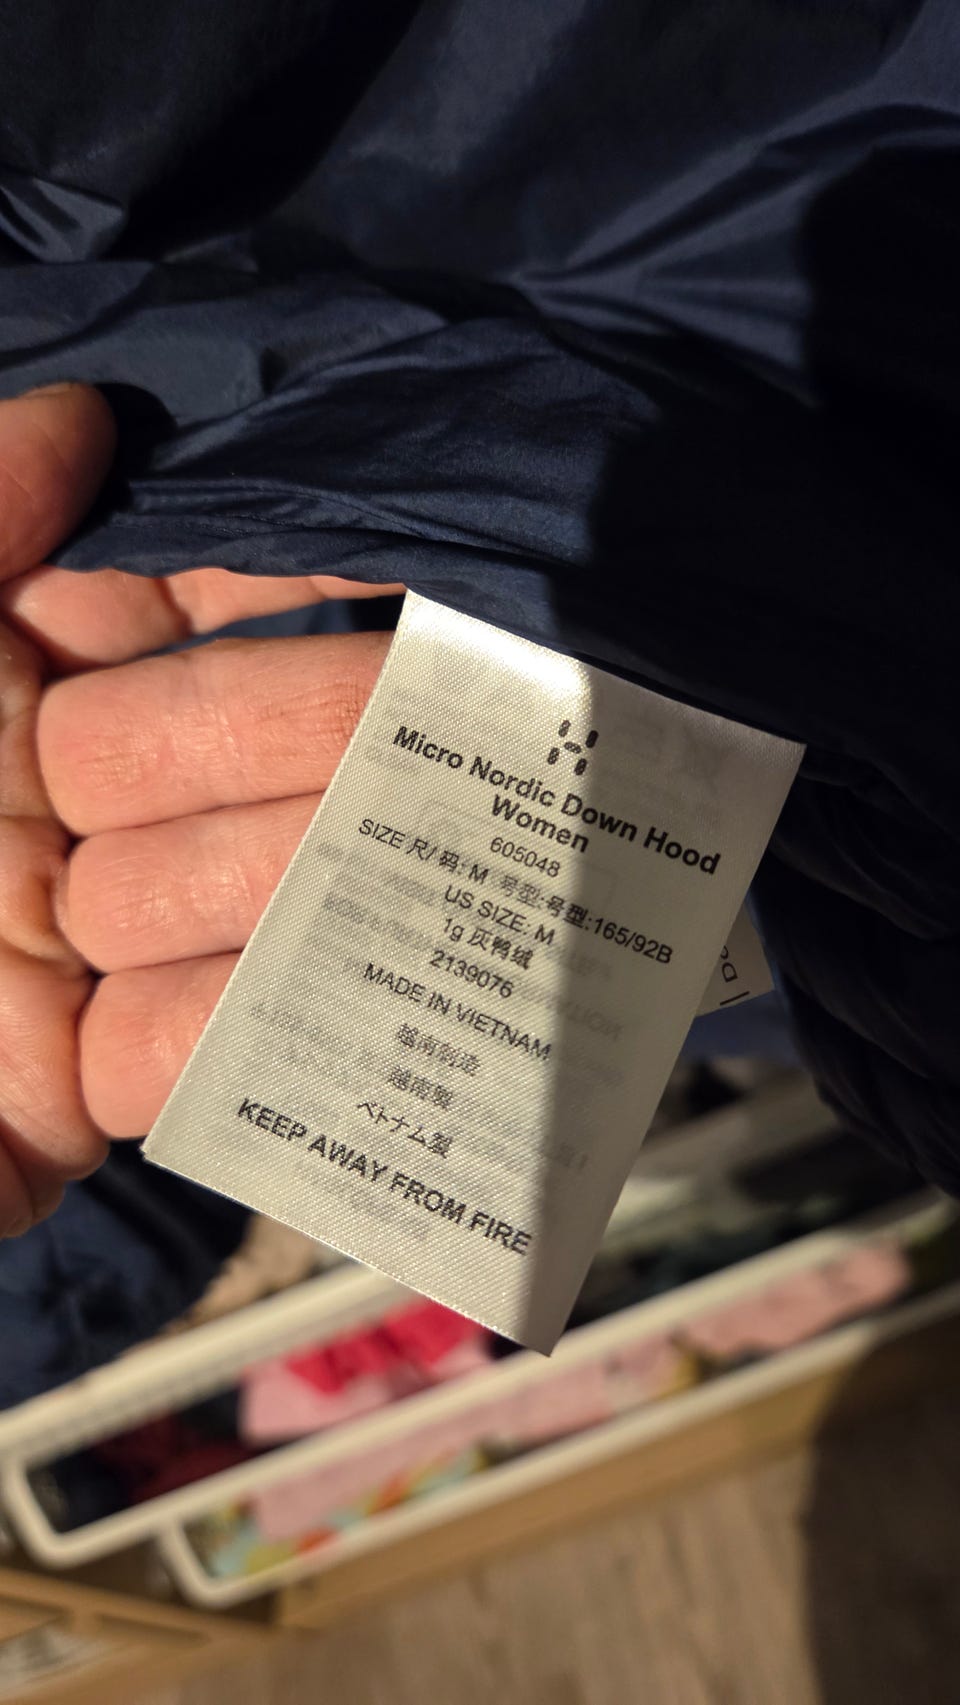 Micro Nordic Down Hood
Women
605048
SIZE 尺/ 码: M 号型:号型:165/92B
US SIZE: M
1g 灰鸭绒
2139076
MADE IN VIETNAM
越南制造
越南製
ベトナム製
KEEP AWAY FROM FIRE